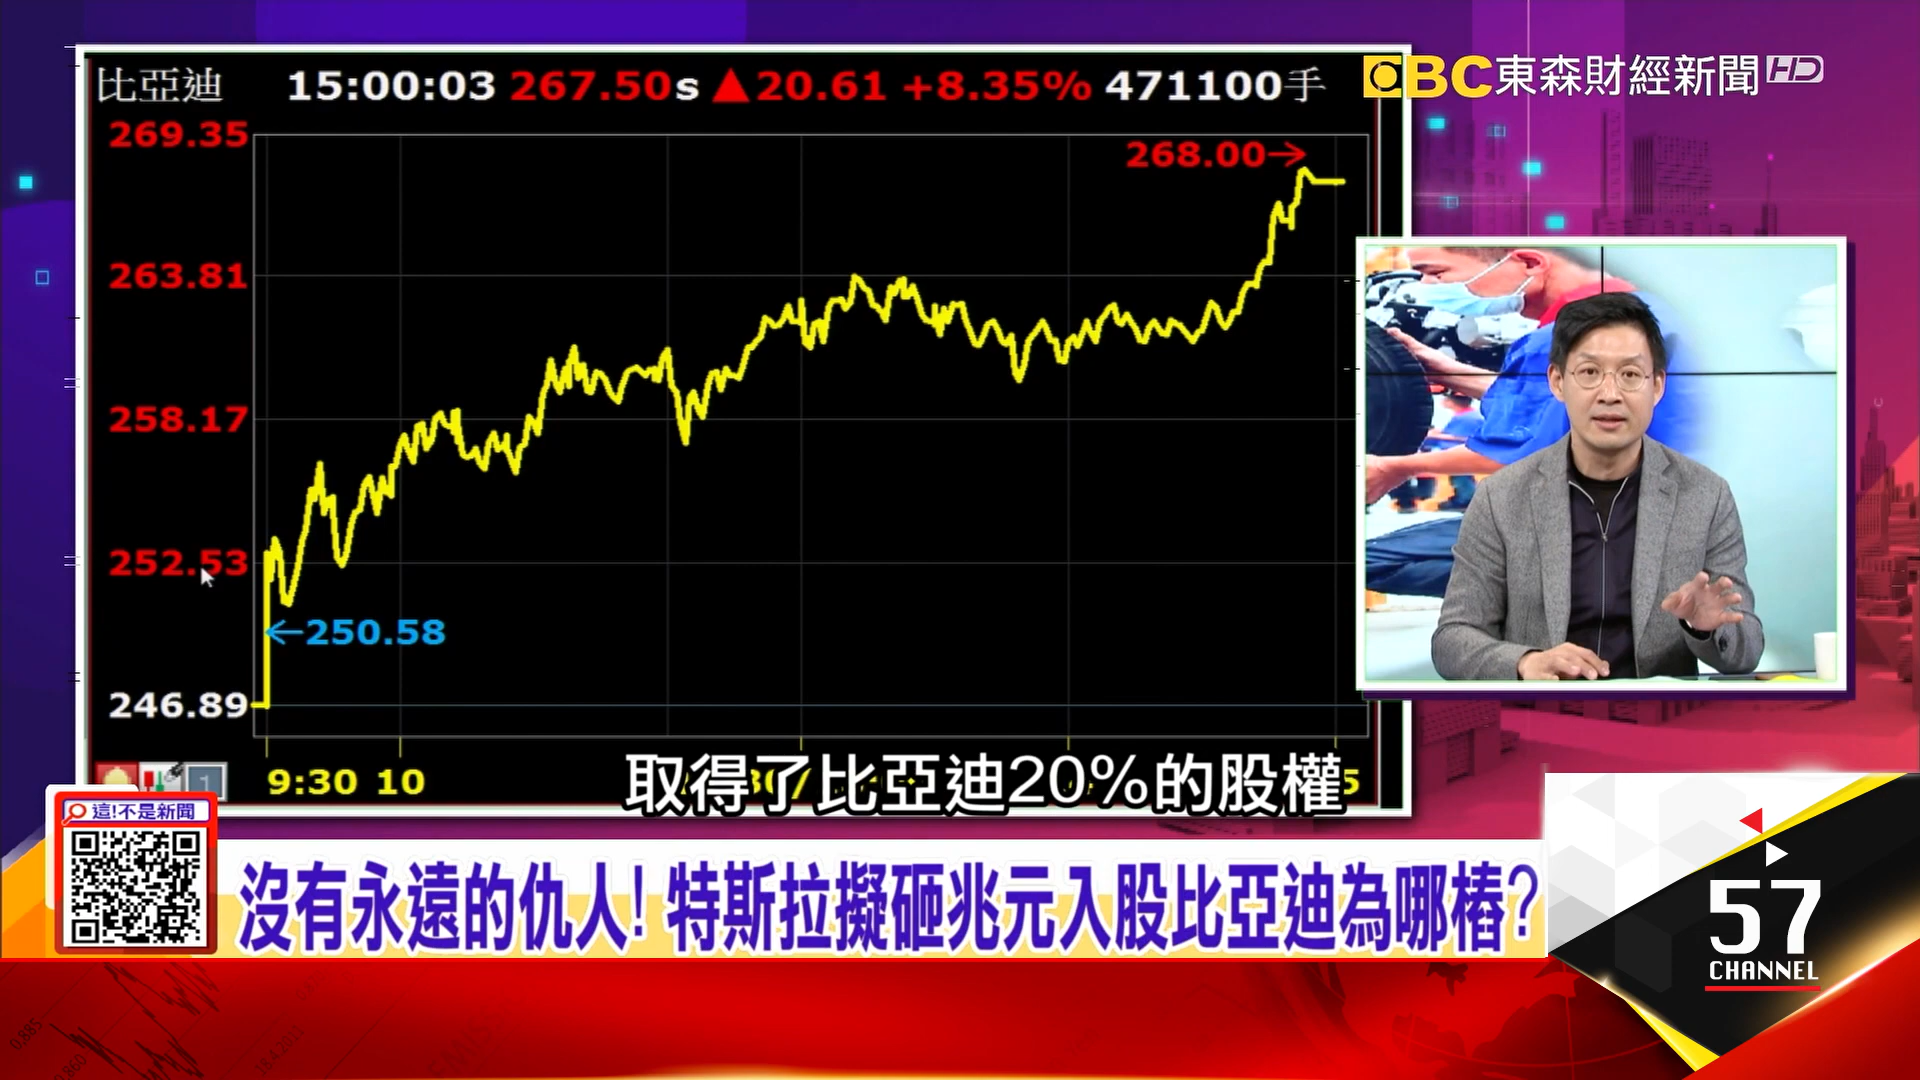 比亞迪 15:00:03 267.50s ▲20.61 +8.35% 471100手
EBC東森財經新聞HD
269.35
268.00→
263.81
258.17
252.53
←250.58
246.89
1
9:30 10
取得了比亞迪20%的股權
5
這!不是新聞
沒有永遠的仇人! 特斯拉擬砸兆元入股比亞迪為哪樁?
57
CHANNEL